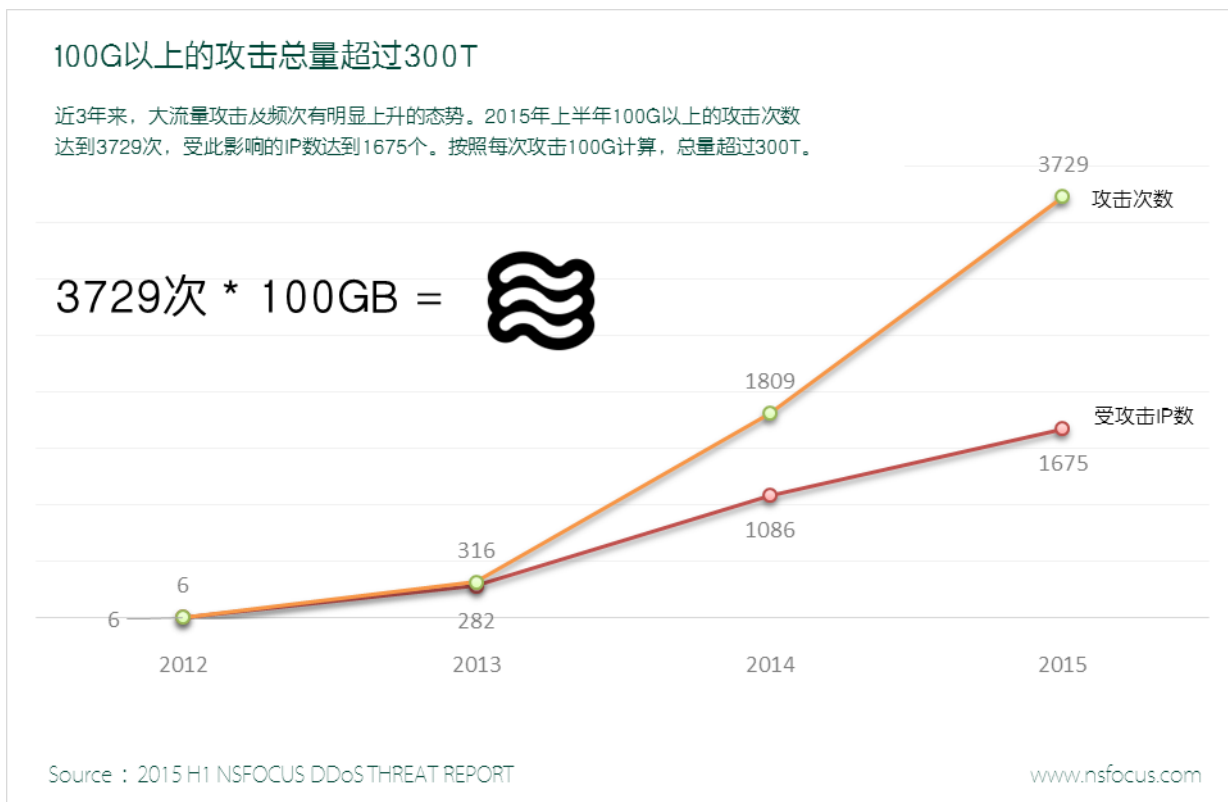 100G以上的攻击总量超过300T
近3年来，大流量攻击及频次有明显上升的态势。2015年上半年100G以上的攻击次数
达到3729次，受此影响的IP数达到1675个。按照每次攻击100G计算，总量超过300T。
3729
攻击次数
3729次 * 100GB =
1809
受攻击IP数
1675
1086
316
6
6
282
2012
2013
2014
2015
Source：2015 H1 NSFOCUS DDoS THREAT REPORT
www.nsfocus.com